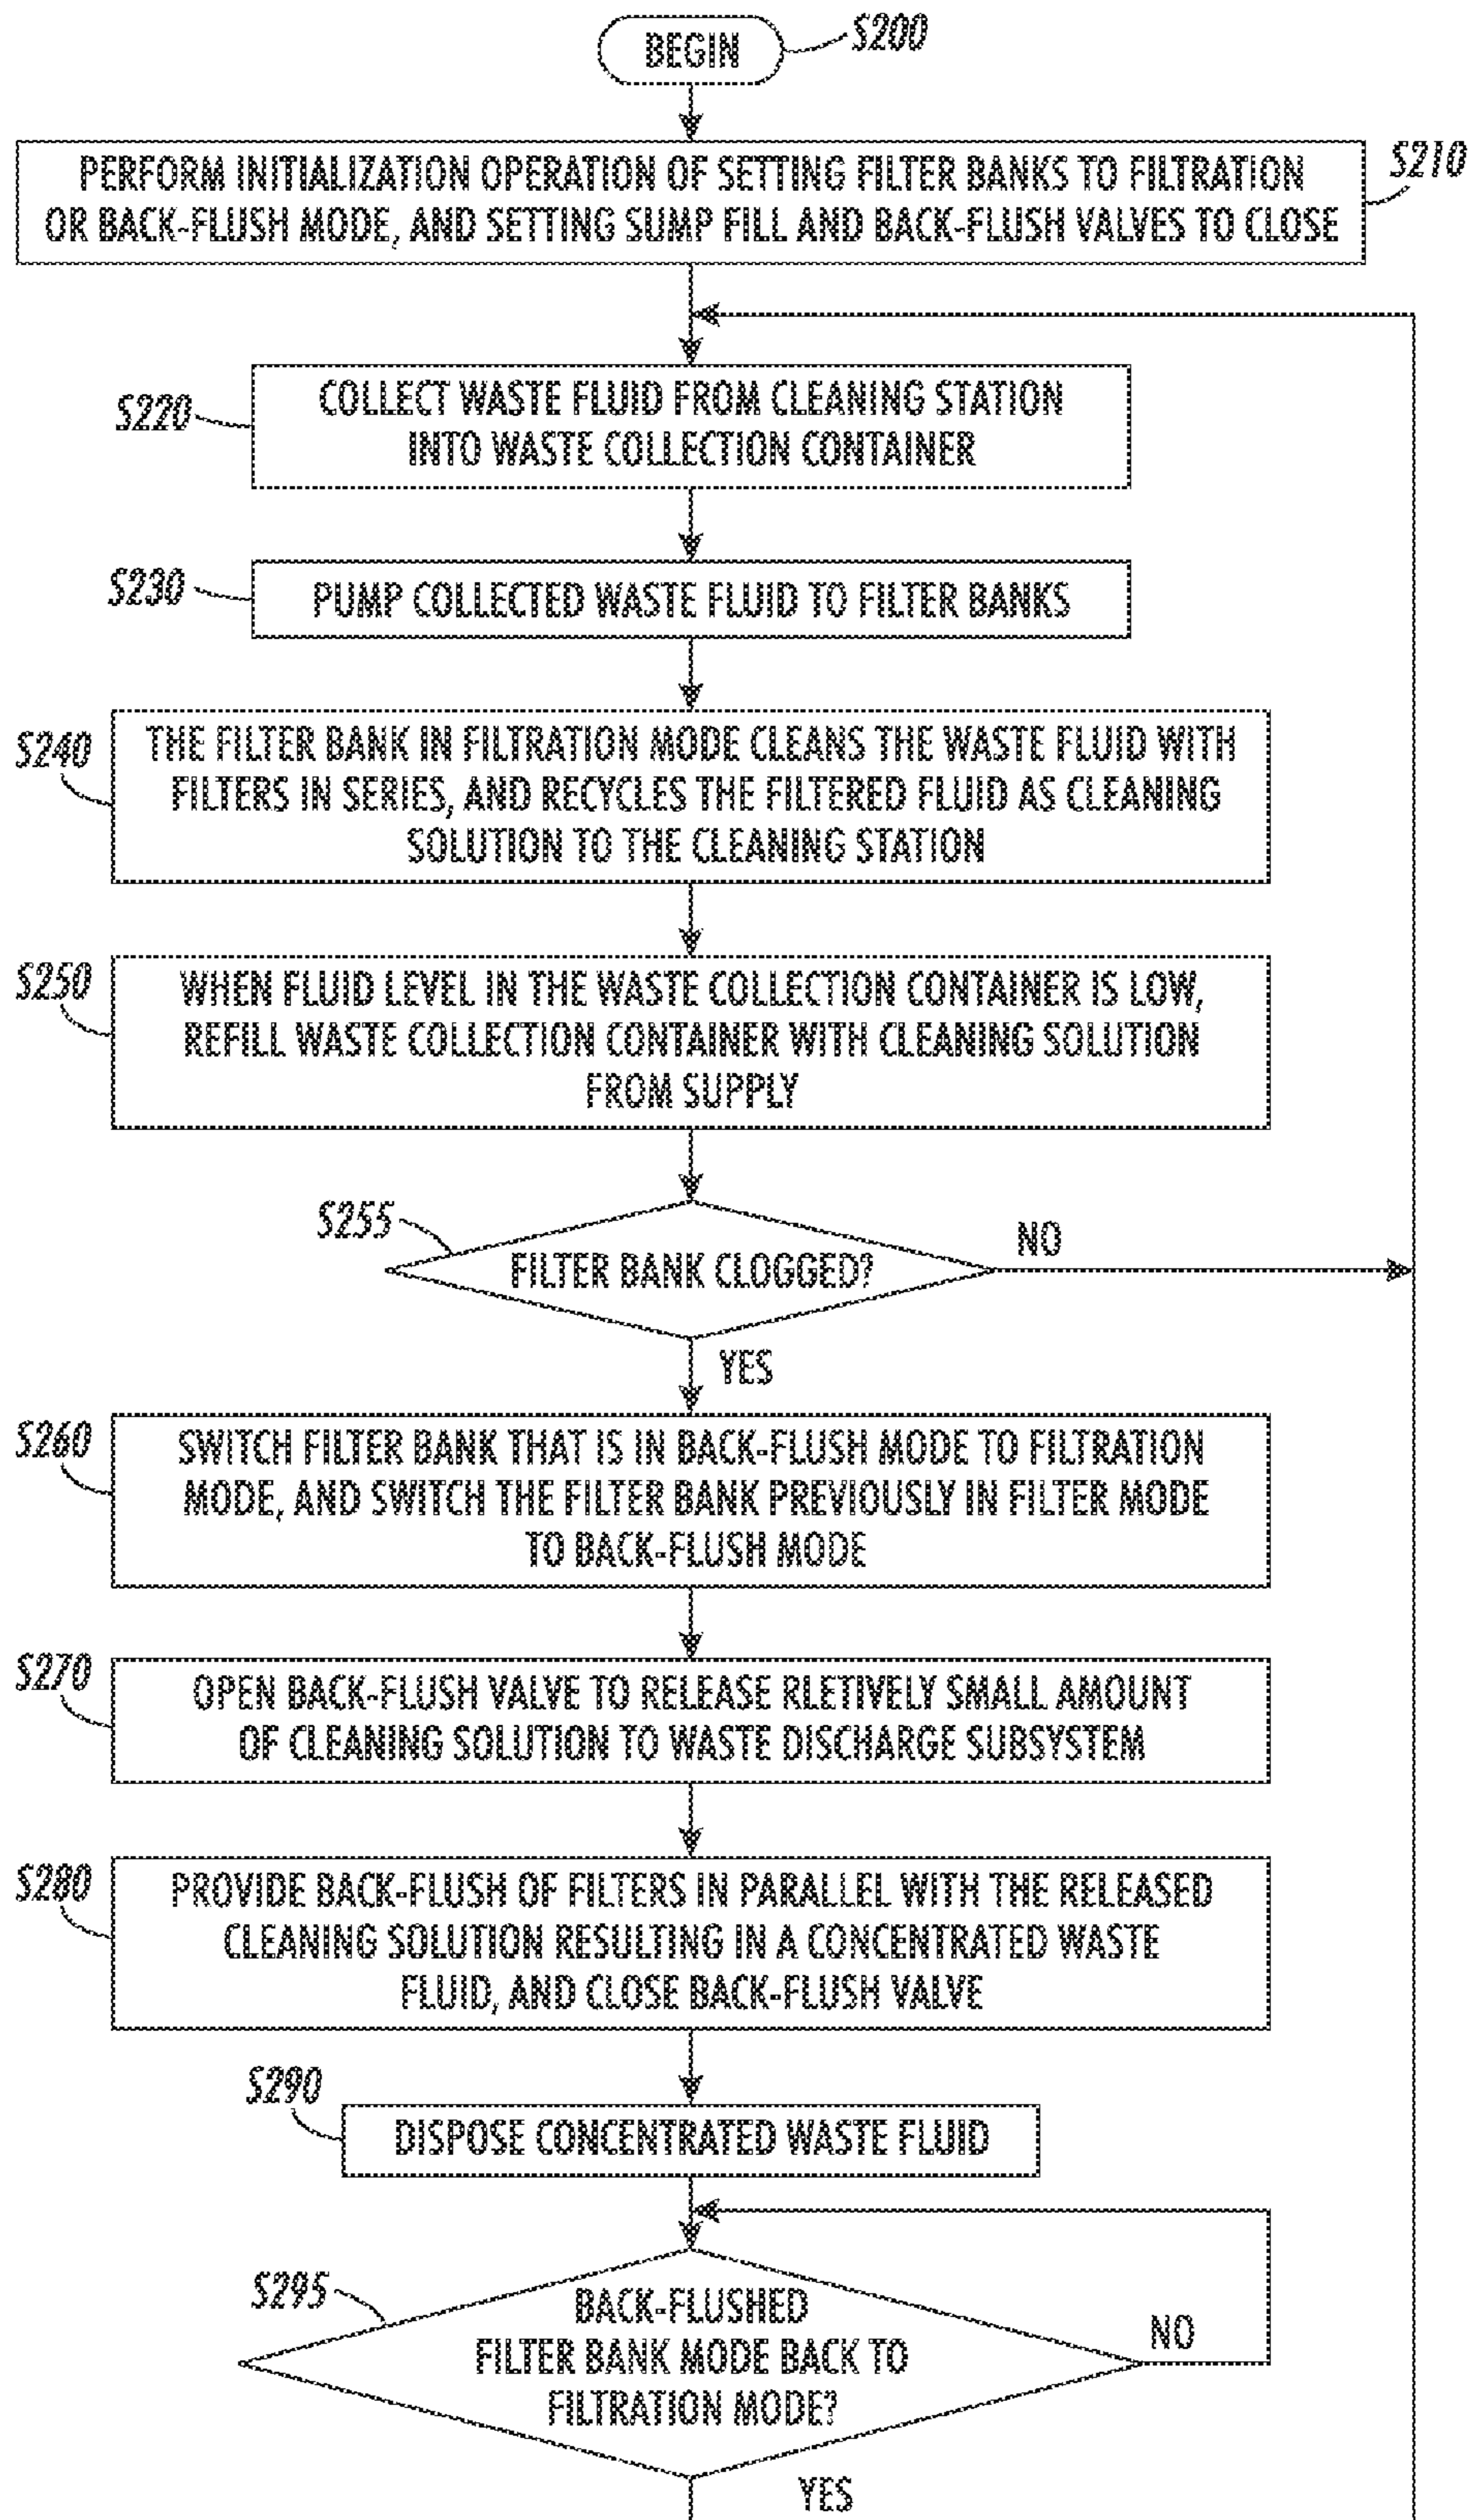 BEGIN
S200
PERFORM INITIALIZATION OPERATION OF SETTING FILTER BANKS TO FILTRATION
OR BACK-FLUSH MODE, AND SETTING SUMP FILL AND BACK-FLUSH VALVES TO CLOSE
S210
S220
COLLECT WASTE FLUID FROM CLEANING STATION
INTO WASTE COLLECTION CONTAINER
S230
PUMP COLLECTED WASTE FLUID TO FILTER BANKS
S240
THE FILTER BANK IN FILTRATION MODE CLEANS THE WASTE FLUID WITH
FILTERS IN SERIES, AND RECYCLES THE FILTERED FLUID AS CLEANING
SOLUTION TO THE CLEANING STATION
S250
WHEN FLUID LEVEL IN THE WASTE COLLECTION CONTAINER IS LOW,
REFILL WASTE COLLECTION CONTAINER WITH CLEANING SOLUTION
FROM SUPPLY
S255
FILTER BANK CLOGGED?
NO
YES
S260
SWITCH FILTER BANK THAT IS IN BACK-FLUSH MODE TO FILTRATION
MODE, AND SWITCH THE FILTER BANK PREVIOUSLY IN FILTER MODE
TO BACK-FLUSH MODE
S270
OPEN BACK-FLUSH VALVE TO RELEASE RLETIVELY SMALL AMOUNT
OF CLEANING SOLUTION TO WASTE DISCHARGE SUBSYSTEM
S280
PROVIDE BACK-FLUSH OF FILTERS IN PARALLEL WITH THE RELEASED
CLEANING SOLUTION RESULTING IN A CONCENTRATED WASTE
FLUID, AND CLOSE BACK-FLUSH VALVE
S290
DISPOSE CONCENTRATED WASTE FLUID
S295
BACK-FLUSHED
FILTER BANK MODE BACK TO
FILTRATION MODE?
NO
YES